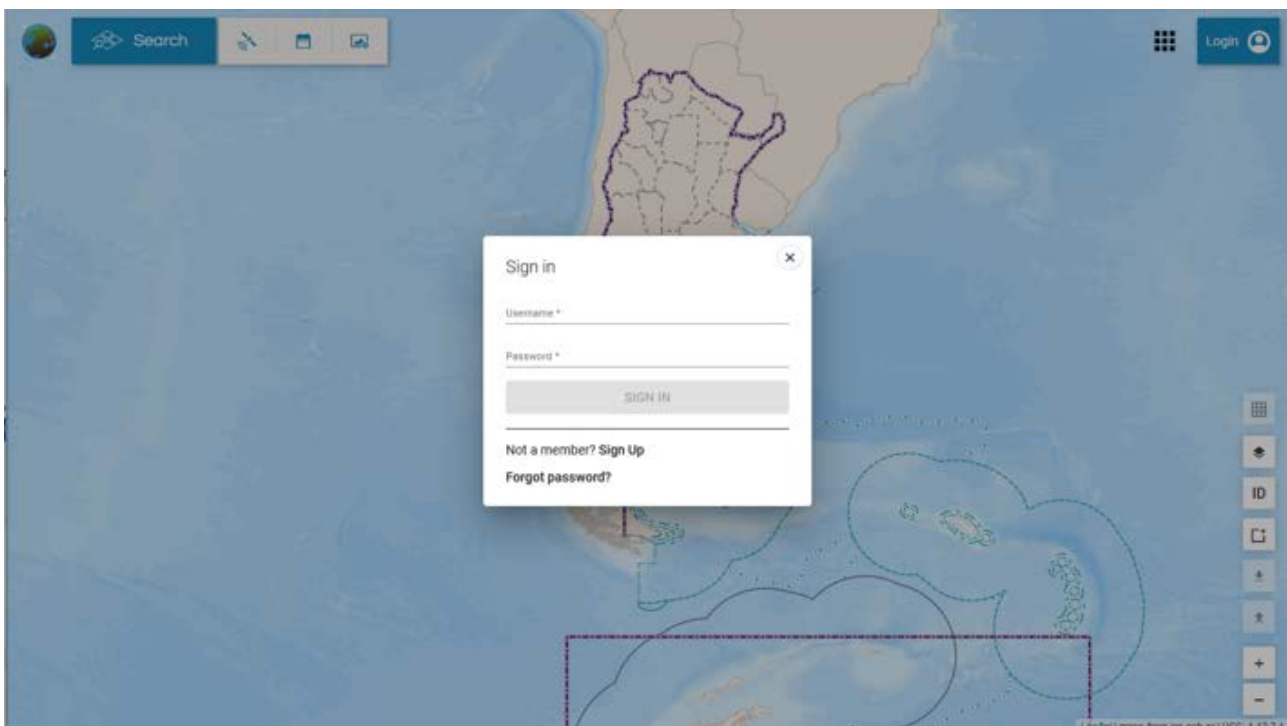 Search
Login
Sign in
Username *
Password *
SIGN IN
Not a member? Sign Up
Forgot password?
ID
+
−